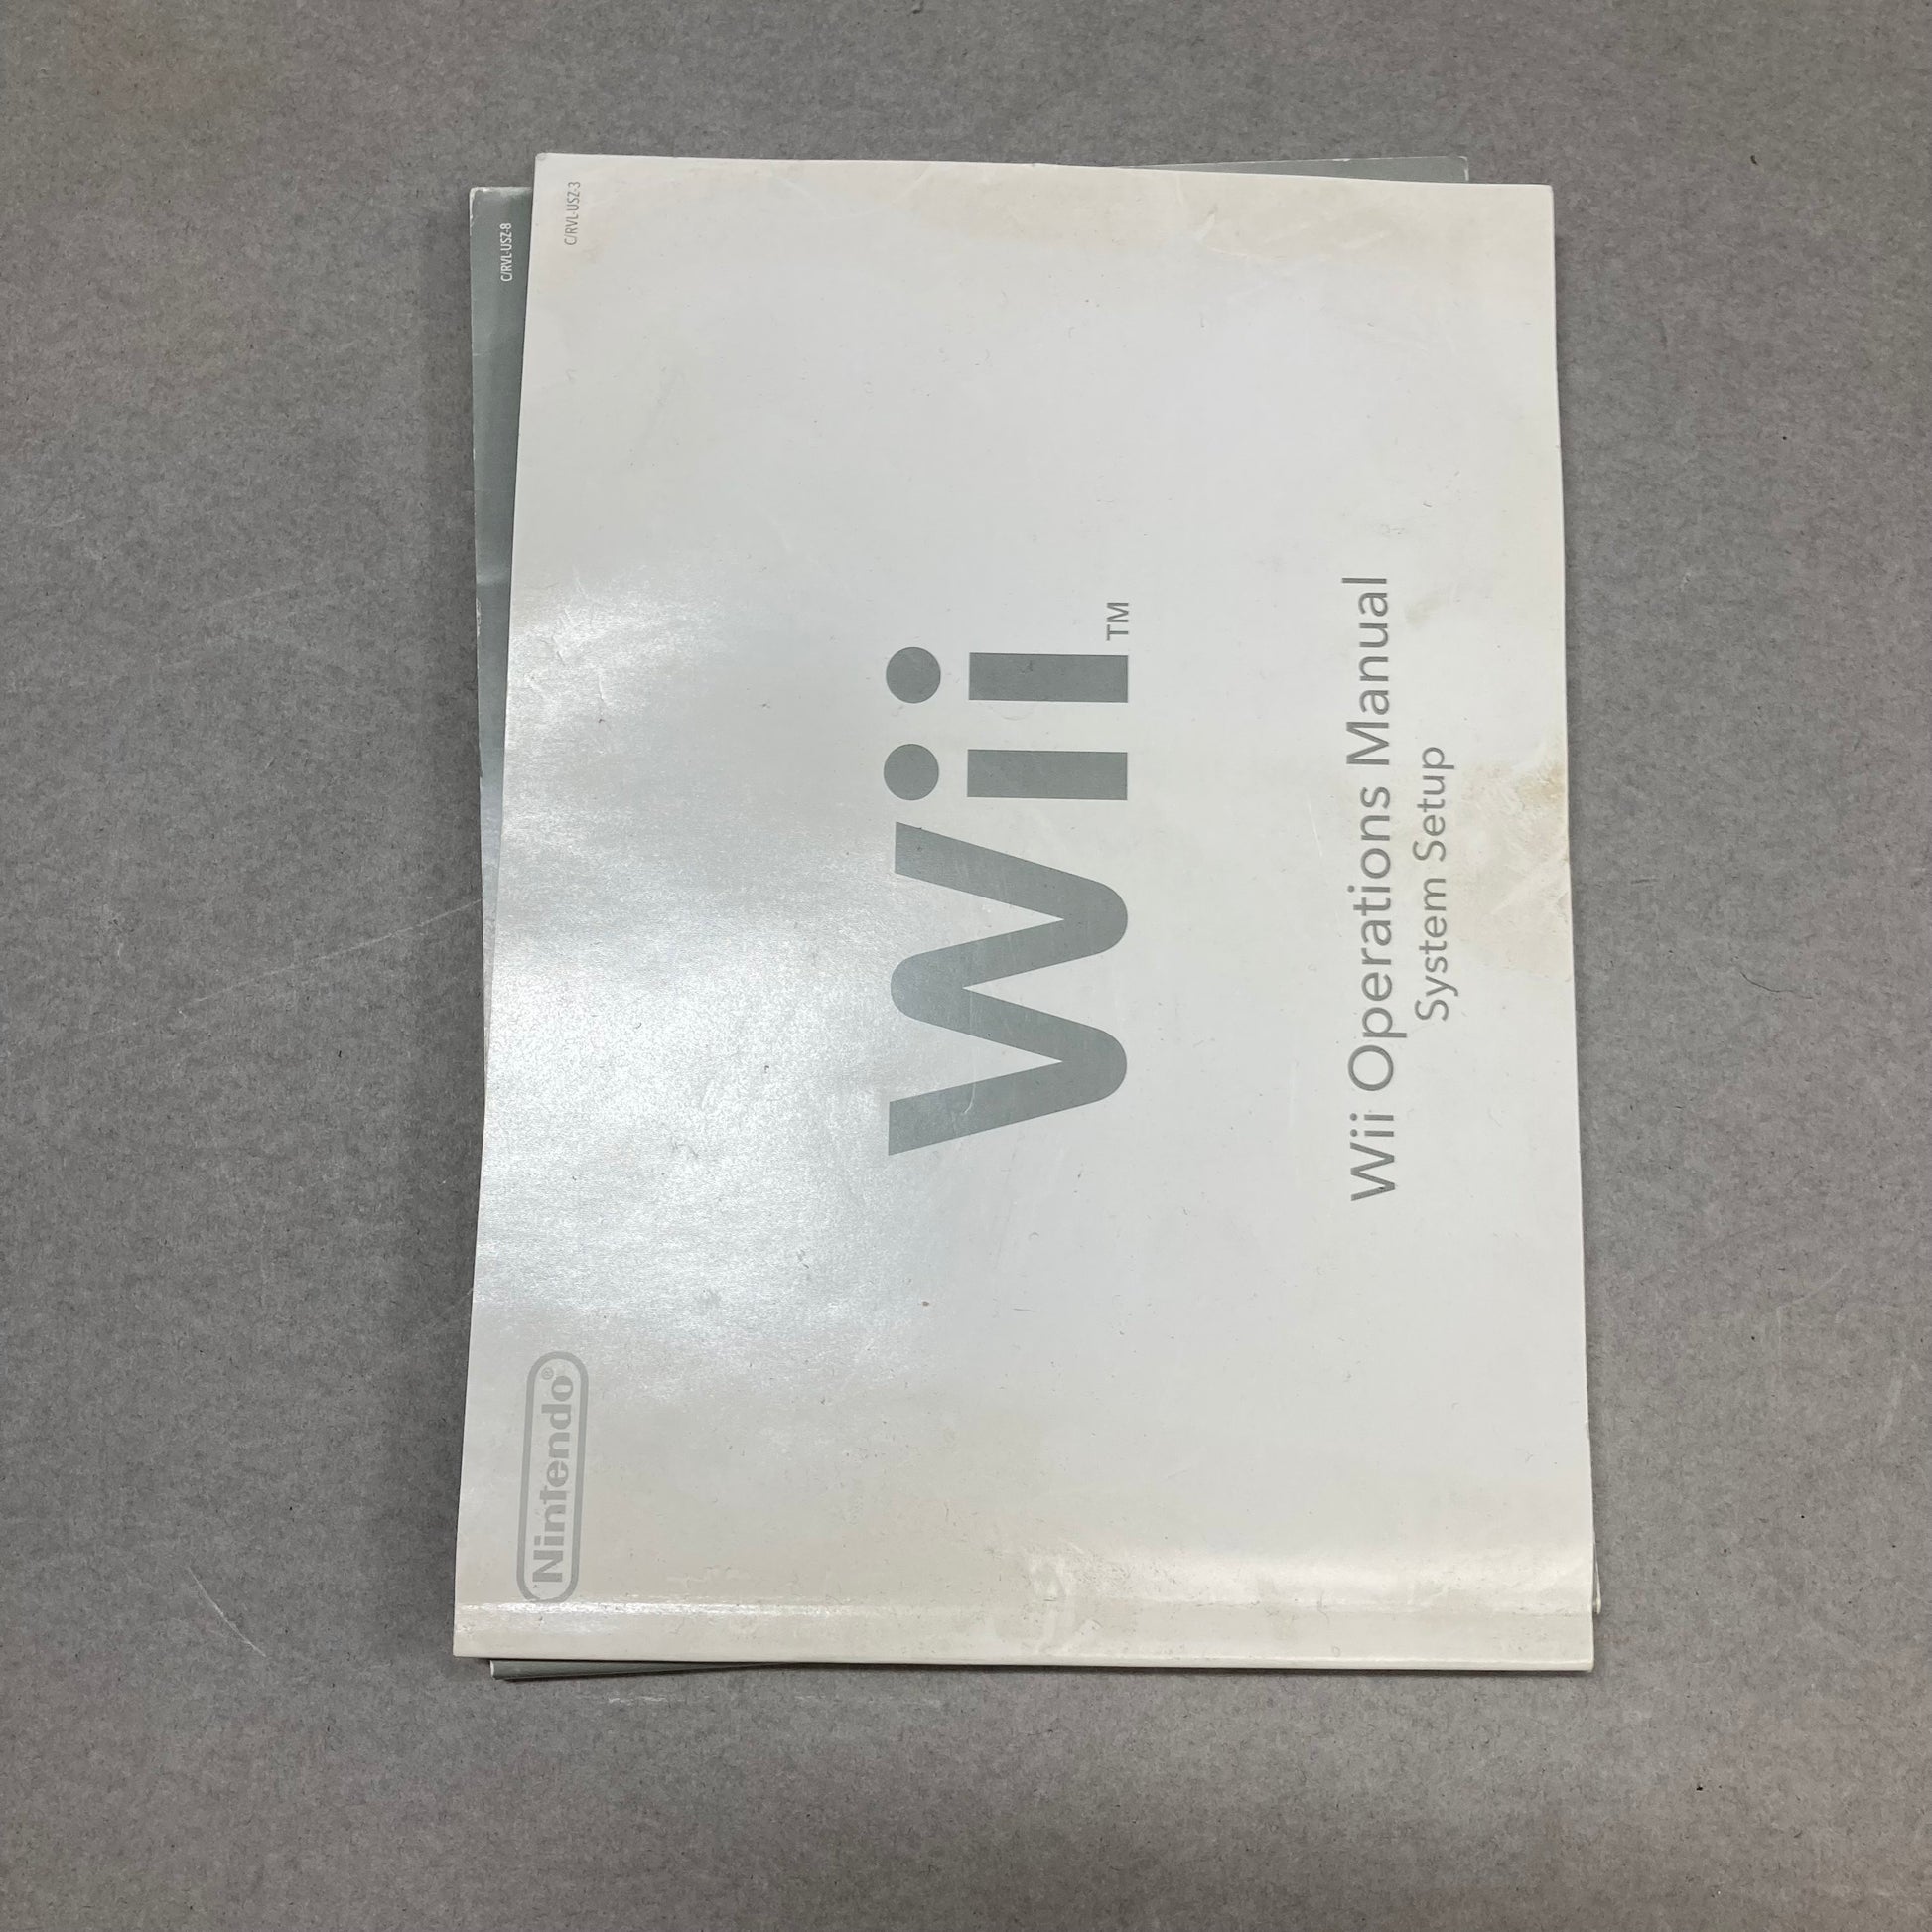 Nintendo®
C/RVL-USZ-3
Wii™
Wii Operations Manual
System Setup
C/RVL-USZ-8